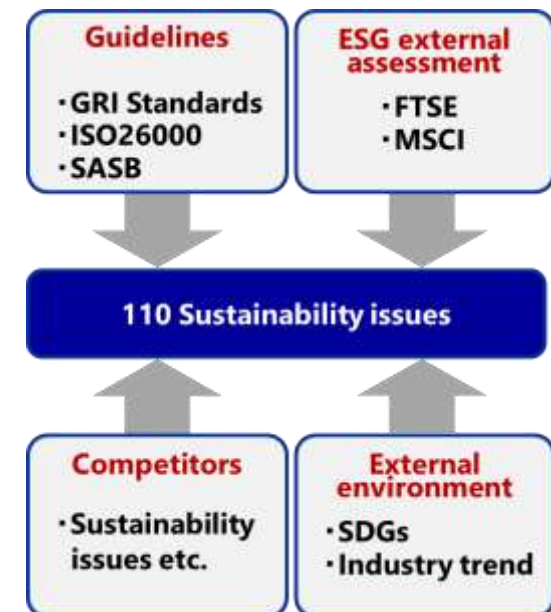 Guidelines
・GRI Standards
・ISO26000
・SASB
ESG external
assessment
・FTSE
・MSCI
110 Sustainability issues
Competitors
・Sustainability
issues etc.
External
environment
・SDGs
・Industry trend